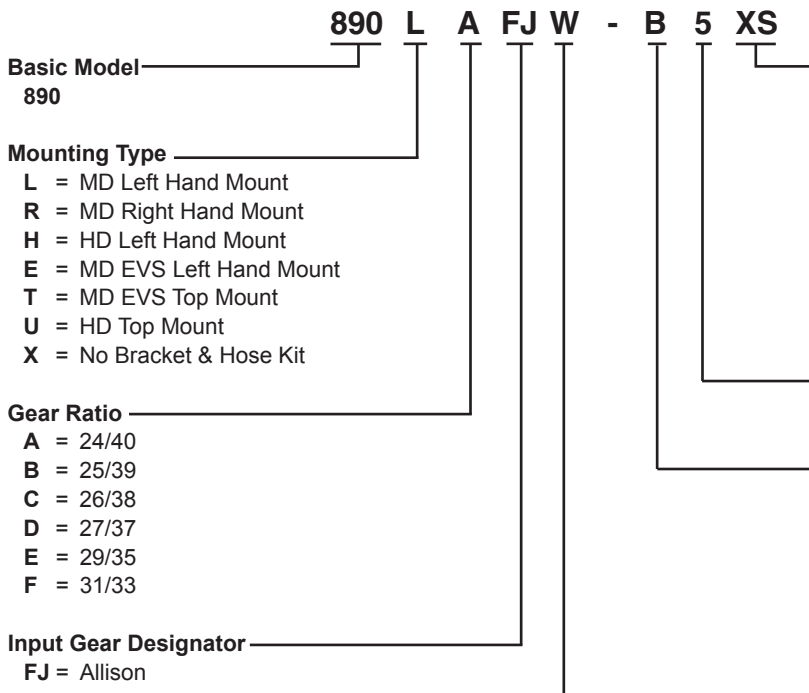 890 L A FJ W - B 5 XS
Basic Model
890
Mounting Type
L = MD Left Hand Mount
R = MD Right Hand Mount
H = HD Left Hand Mount
E = MD EVS Left Hand Mount
T = MD EVS Top Mount
U = HD Top Mount
X = No Bracket & Hose Kit
Gear Ratio
A = 24/40
B = 25/39
C = 26/38
D = 27/37
E = 29/35
F = 31/33
Input Gear Designator
FJ = Allison